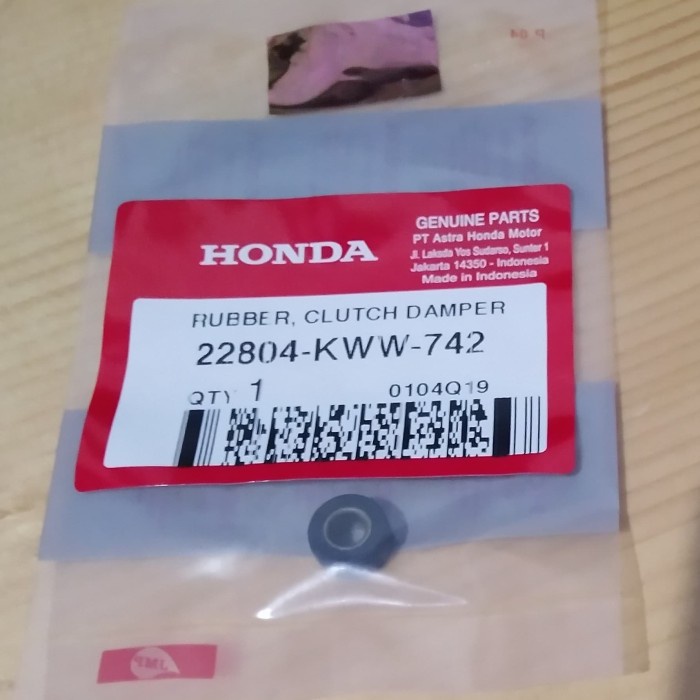 HONDA
GENUINE PARTS
PT Astra Honda Motor
Jl. Laksda Yos Sudarso, Sunter 1
Jakarta 14350 - Indonesia
Made in Indonesia
RUBBER, CLUTCH DAMPER
22804-KWW-742
QTY 1 0104Q19